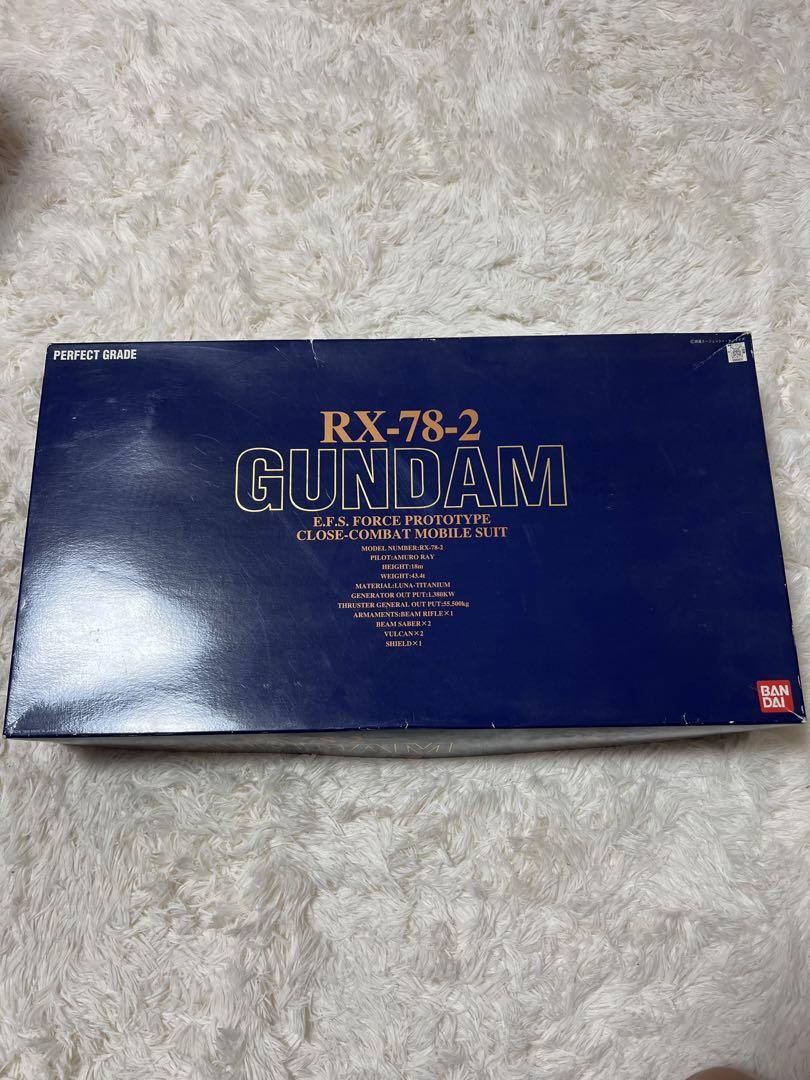 PERFECT GRADE
RX-78-2
GUNDAM
E.F.S. FORCE PROTOTYPE
CLOSE-COMBAT MOBILE SUIT
MODEL NUMBER:RX-78-2
PILOT:AMURO RAY
HEIGHT:18m
WEIGHT:43.4t
MATERIAL:LUNA-TITANIUM
GENERATOR OUT PUT:1,380KW
THRUSTER GENERAL OUT PUT:55,500kg
ARMAMENTS:BEAM RIFLE×1
BEAM SABER×2
VULCAN×2
SHIELD×1
BAN
DAI